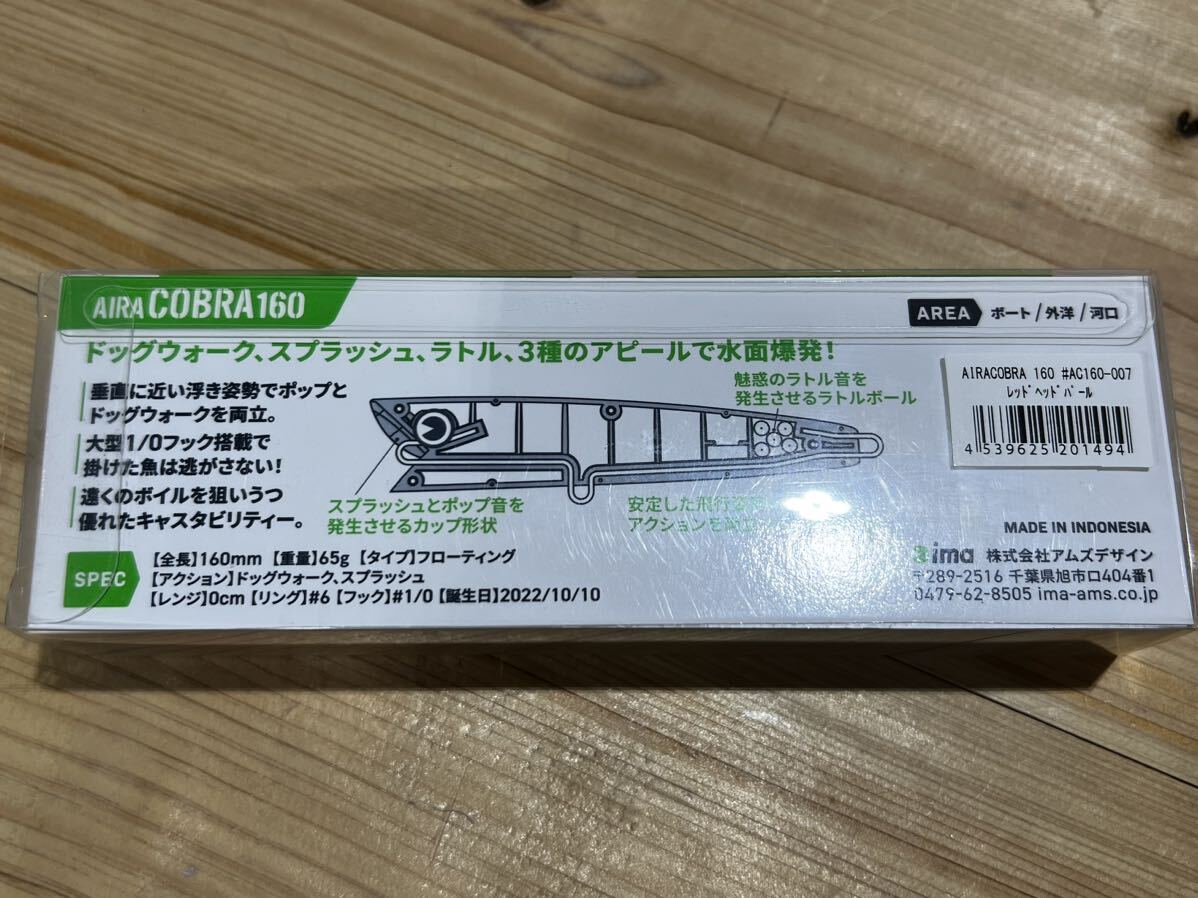 AIRA COBRA160
AREA ボート/外洋/河口
ドッグウォーク、スプラッシュ、ラトル、3種のアピールで水面爆発!
垂直に近い浮き姿勢でポップと
ドッグウォークを両立。
大型1/0フック搭載で
掛けた魚は逃がさない!
遠くのボイルを狙いうつ
優れたキャスタビリティー。
魅惑のラトル音を
発生させるラトルボール
AIRACOBRA 160 #AC160-007
レッドヘッドパール
4539625201494
スプラッシュとポップ音を
発生させるカップ形状
安定した飛行姿
アクションを
MADE IN INDONESIA
SPEC
【全長】160mm 【重量】65g 【タイプ】フローティング
【アクション】ドッグウォーク、スプラッシュ
【レンジ】0cm 【リング】#6 【フック】#1/0 【誕生日】2022/10/10
ima 株式会社アムズデザイン
〒289-2516 千葉県旭市ロ404番1
0479-62-8505 ima-ams.co.jp